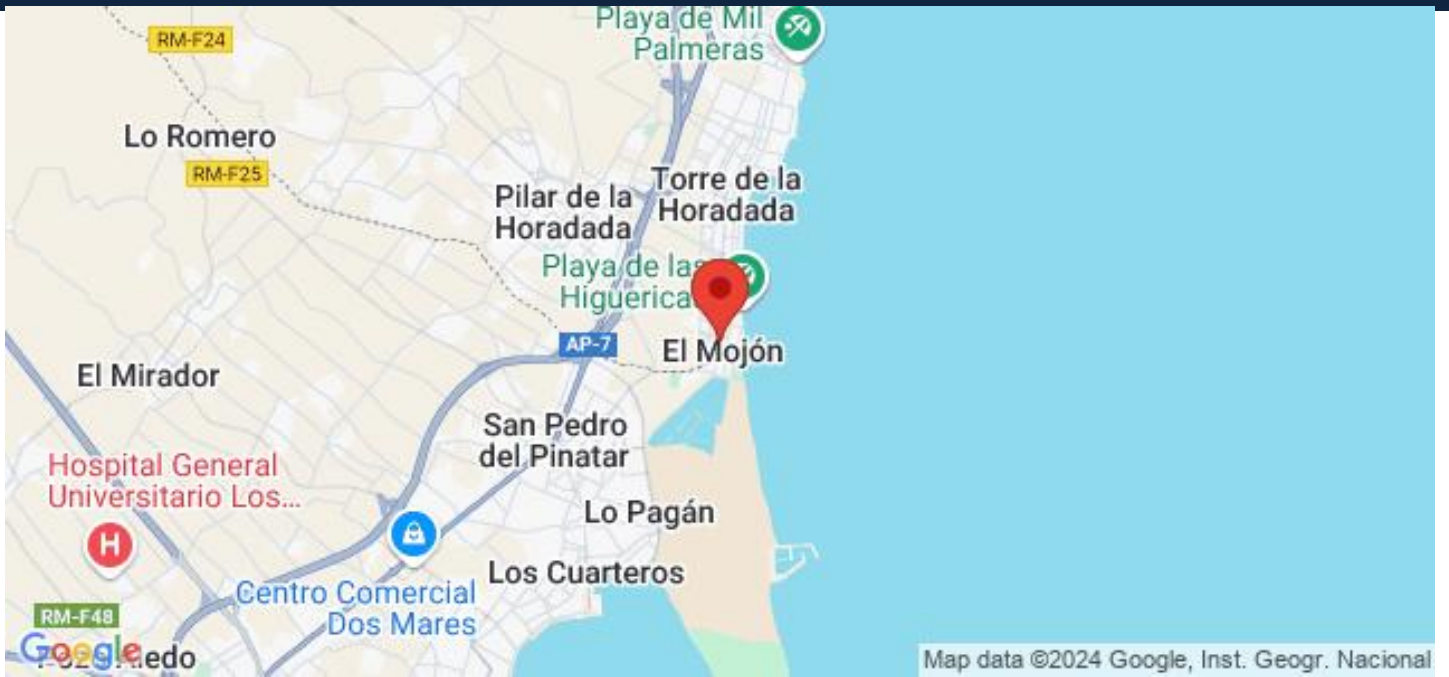 Playa de Mil
Palmeras
RM-F24
Lo Romero
RM-F25
Pilar de la
Horadada
Torre de la
Horadada
Playa de las
Higuerica
AP-7
El Mojón
El Mirador
San Pedro
del Pinatar
Hospital General
Universitario Los...
H
Lo Pagán
Los Cuarteros
Centro Comercial
Dos Mares
RM-F48
Google
edo
Map data ©2024 Google, Inst. Geogr. Nacional